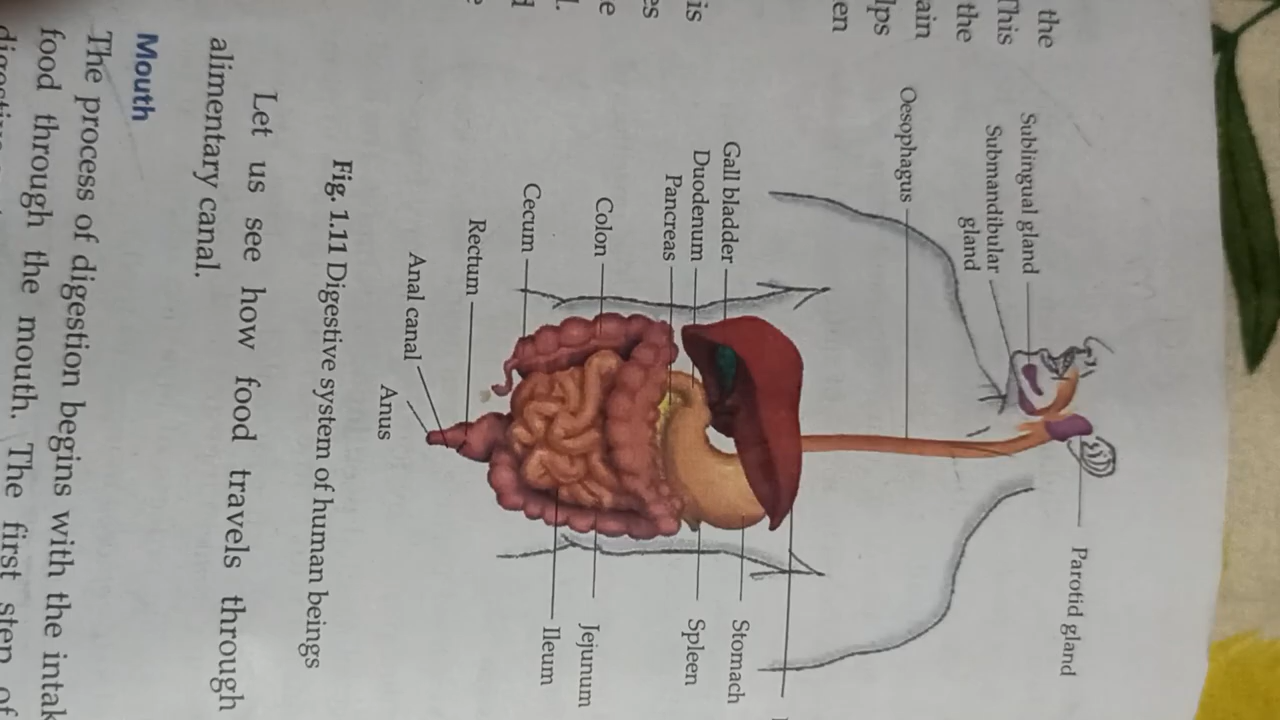 the
This
the
ain
lps
en
is
es
e
l.
d
e
Sublingual gland
Submandibular
gland
Oesophagus
Parotid gland
Gall bladder
Duodenum
Pancreas
Colon
Cecum
Rectum
Anal canal
Anus
Stomach
Spleen
Jejunum
Ileum
Fig. 1.11 Digestive system of human beings
Let us see how food travels through
alimentary canal.
Mouth
The process of digestion begins with the intak
food through the mouth. The first step of